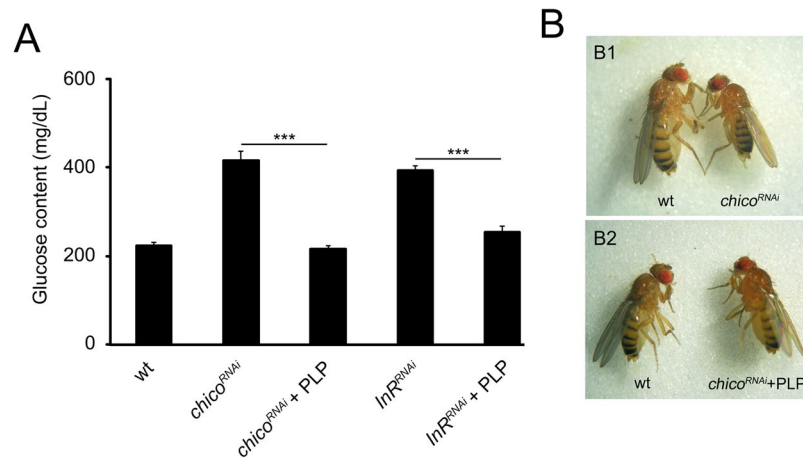 A
Glucose content (mg/dL)
600
400
200
0
***
***
wt
chico^RNAi
chico^RNAi + PLP
InR^RNAi
InR^RNAi + PLP
B
B1
wt
chico^RNAi
B2
wt
chico^RNAi+PLP